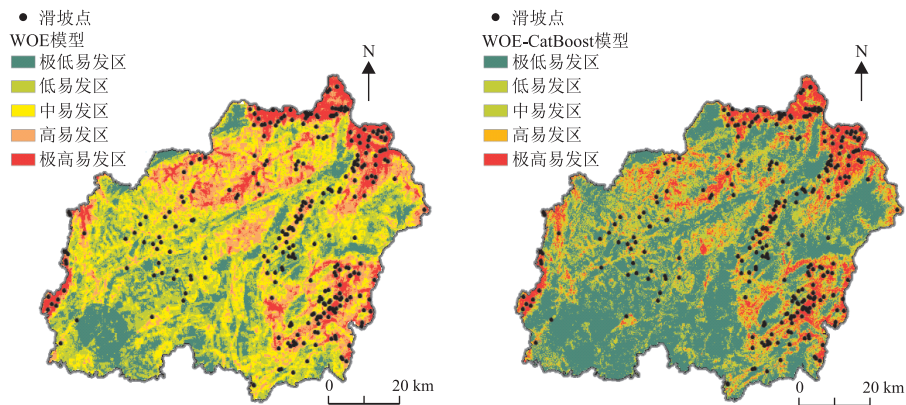 滑坡点
WOE模型
极低易发区
低易发区
中易发区
高易发区
极高易发区
N
0 20 km
滑坡点
WOE-CatBoost模型
极低易发区
低易发区
中易发区
高易发区
极高易发区
N
0 20 km